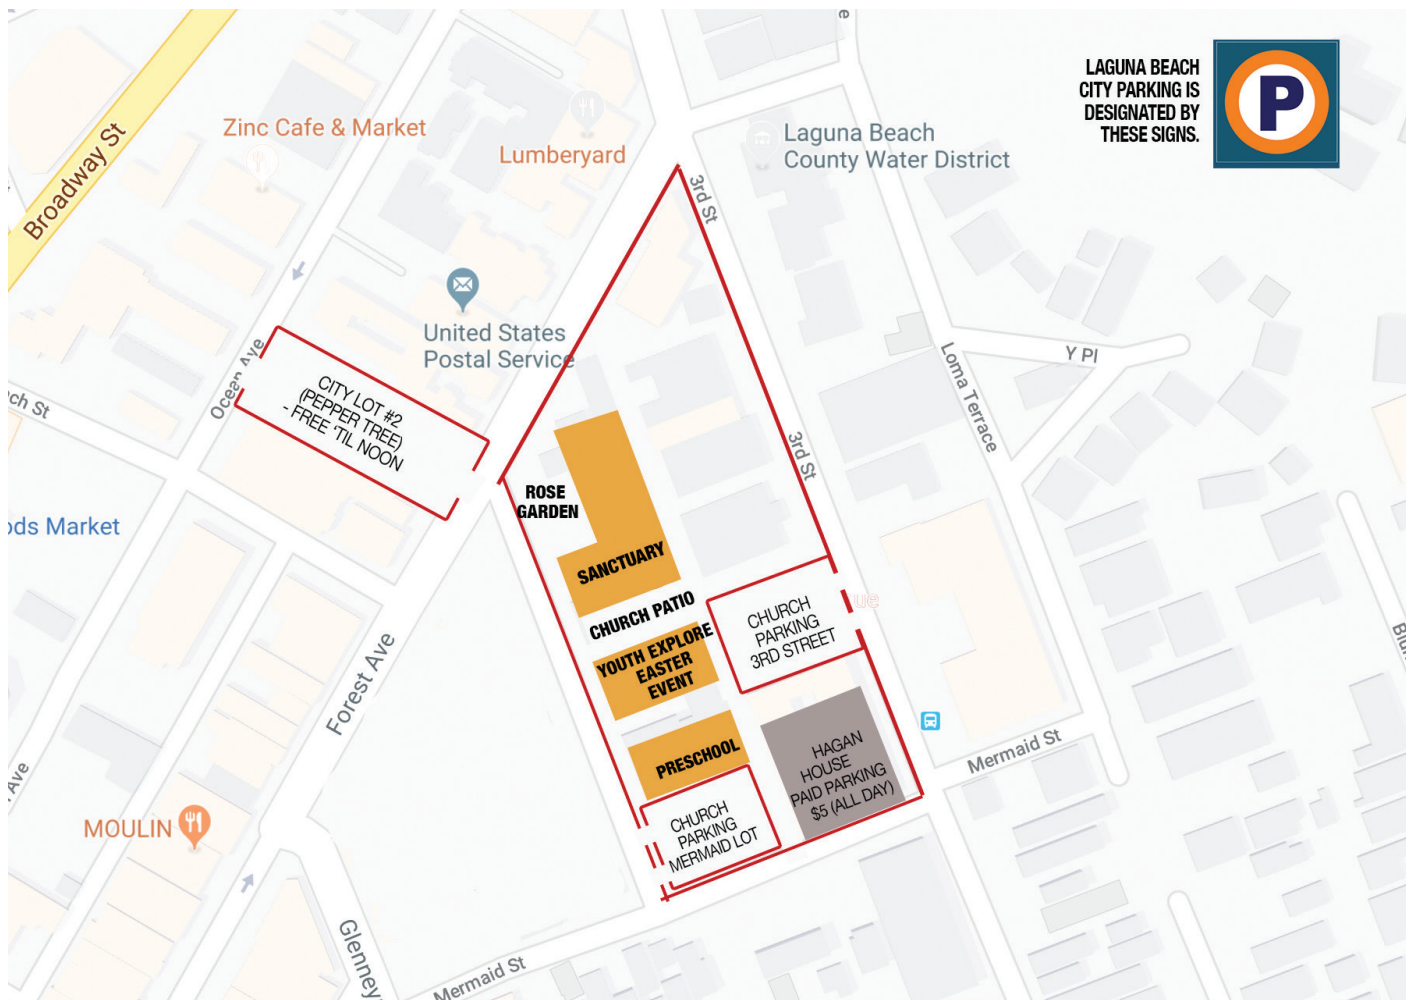 LAGUNA BEACH
CITY PARKING IS
DESIGNATED BY
THESE SIGNS.
P
Broadway St
Zinc Cafe & Market
Lumberyard
Laguna Beach
County Water District
3rd St
United States
Postal Service
Ocean Ave
ch St
CITY LOT #2
(PEPPER TREE)
- FREE 'TIL NOON
Y Pl
Loma Terrace
3rd St
ROSE
GARDEN
ods Market
SANCTUARY
CHURCH PATIO
CHURCH
PARKING
3RD STREET
ue
YOUTH EXPLORE
EASTER
EVENT
Forest Ave
PRESCHOOL
HAGAN
HOUSE
PAID PARKING
$5 (ALL DAY)
Mermaid St
Ave
MOULIN
CHURCH
PARKING
MERMAID LOT
Glenney
Mermaid St